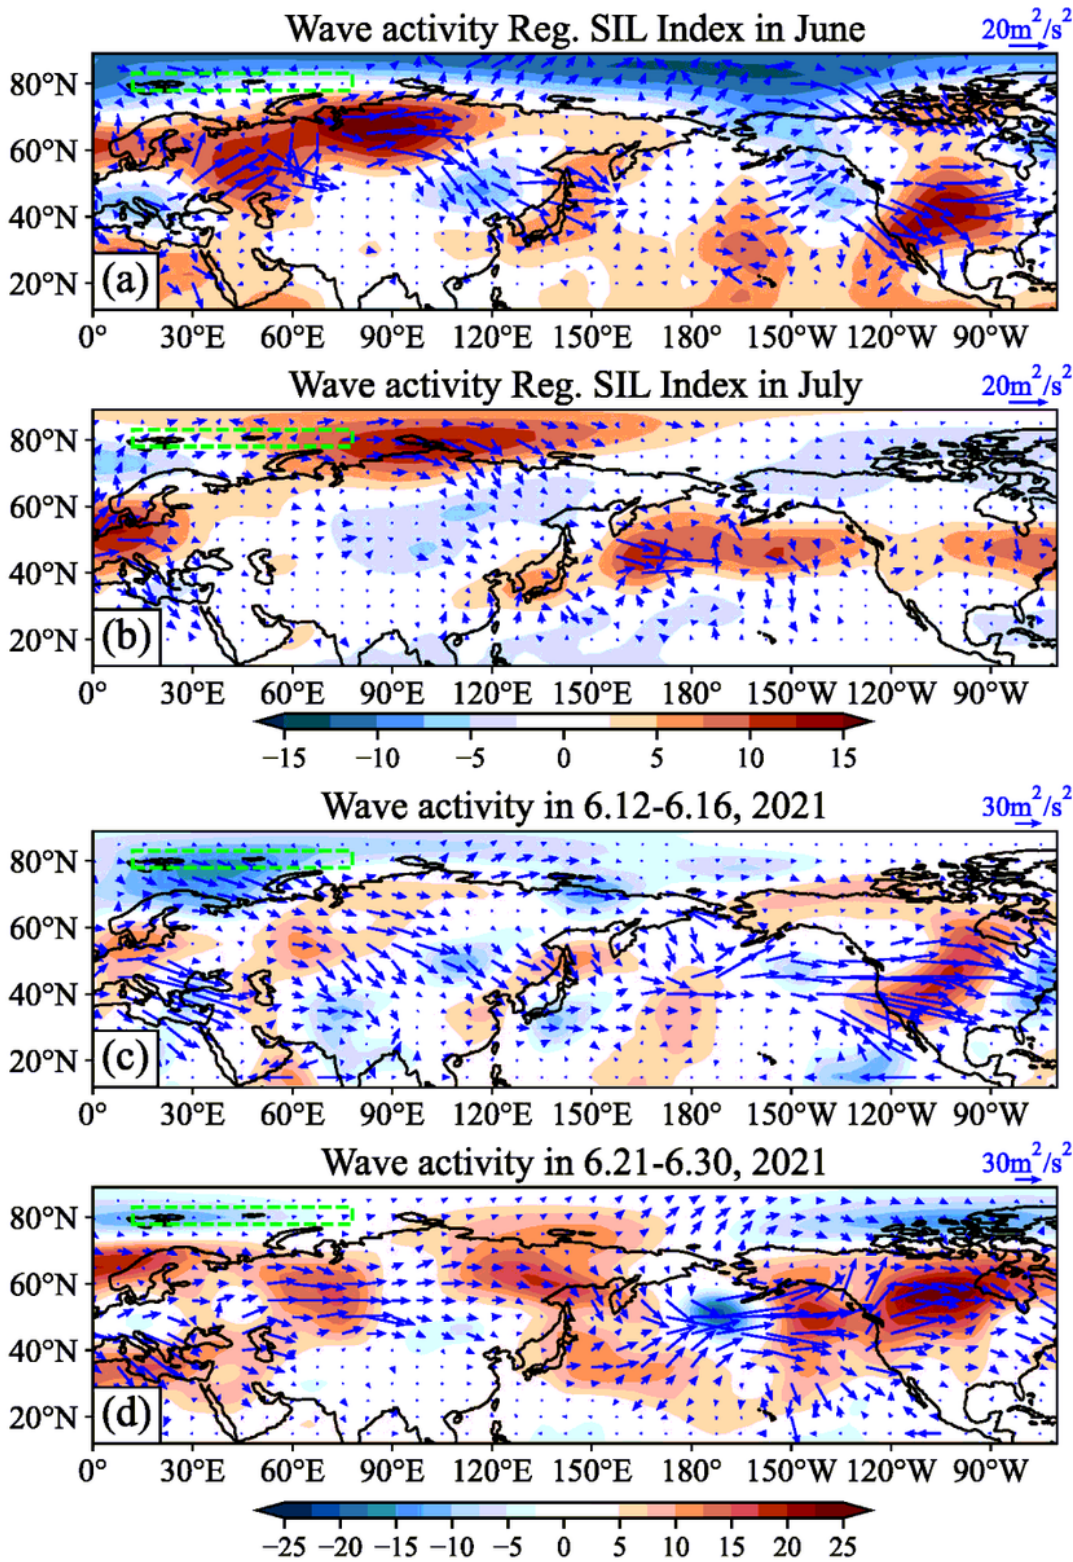 Wave activity Reg. SIL Index in June
20m²/s²
80°N
60°N
40°N
20°N
(a)
0° 30°E 60°E 90°E 120°E 150°E 180° 150°W 120°W 90°W
Wave activity Reg. SIL Index in July
20m²/s²
80°N
60°N
40°N
20°N
(b)
0° 30°E 60°E 90°E 120°E 150°E 180° 150°W 120°W 90°W
−15 −10 −5 0 5 10 15
Wave activity in 6.12-6.16, 2021
30m²/s²
80°N
60°N
40°N
20°N
(c)
0° 30°E 60°E 90°E 120°E 150°E 180° 150°W 120°W 90°W
Wave activity in 6.21-6.30, 2021
30m²/s²
80°N
60°N
40°N
20°N
(d)
0° 30°E 60°E 90°E 120°E 150°E 180° 150°W 120°W 90°W
−25 −20 −15 −10 −5 0 5 10 15 20 25